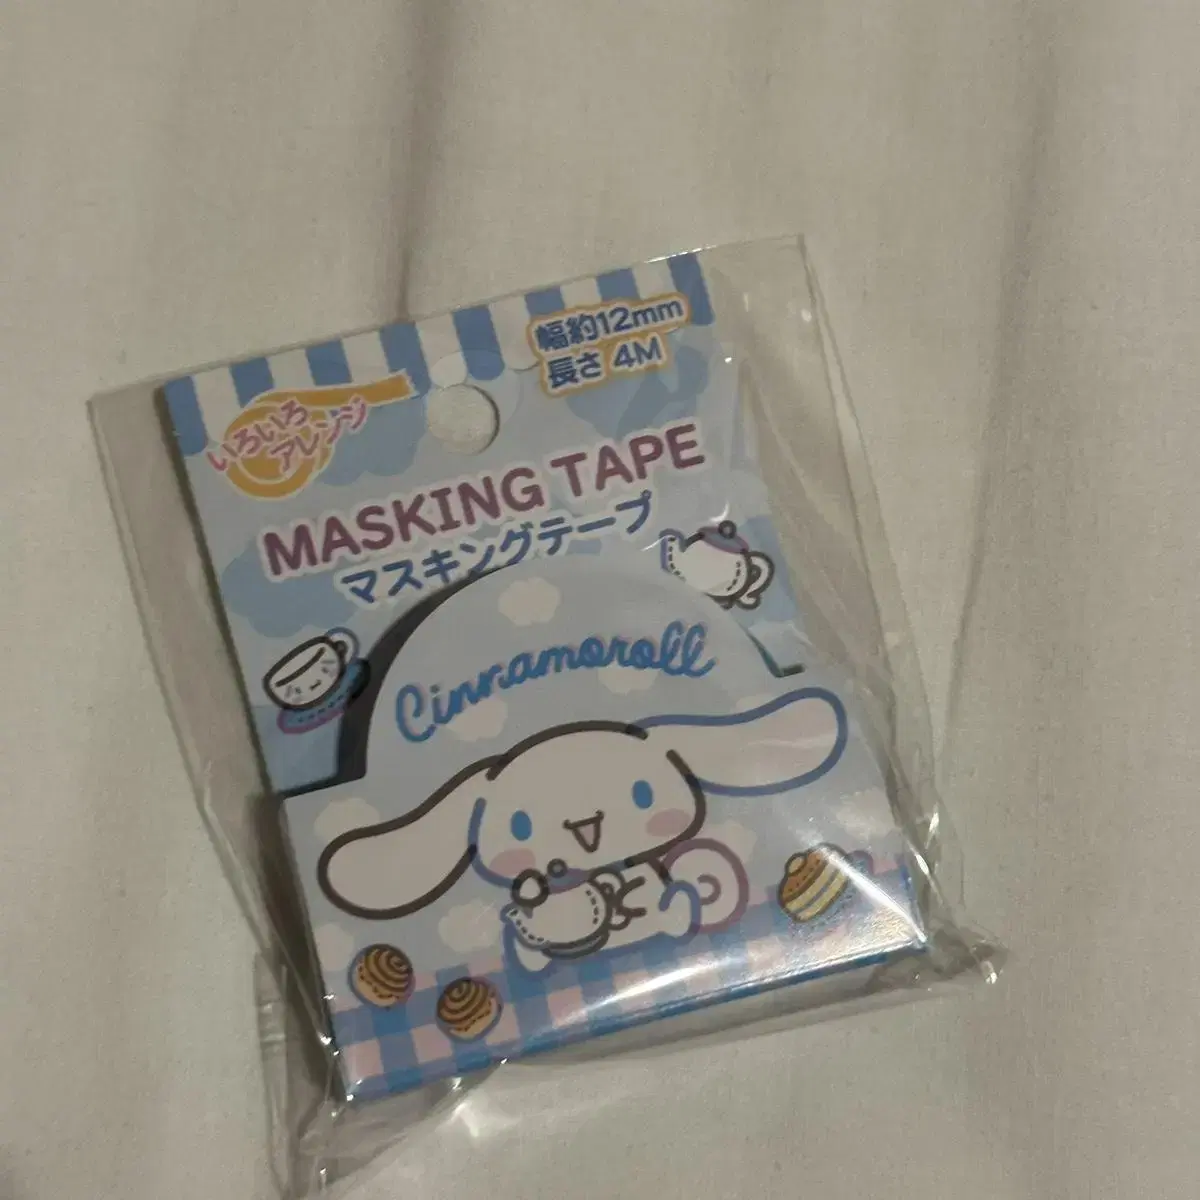 幅約12mm
長さ 4M
いろいろ
アレンジ
MASKING TAPE
マスキングテープ
Cinnamoroll